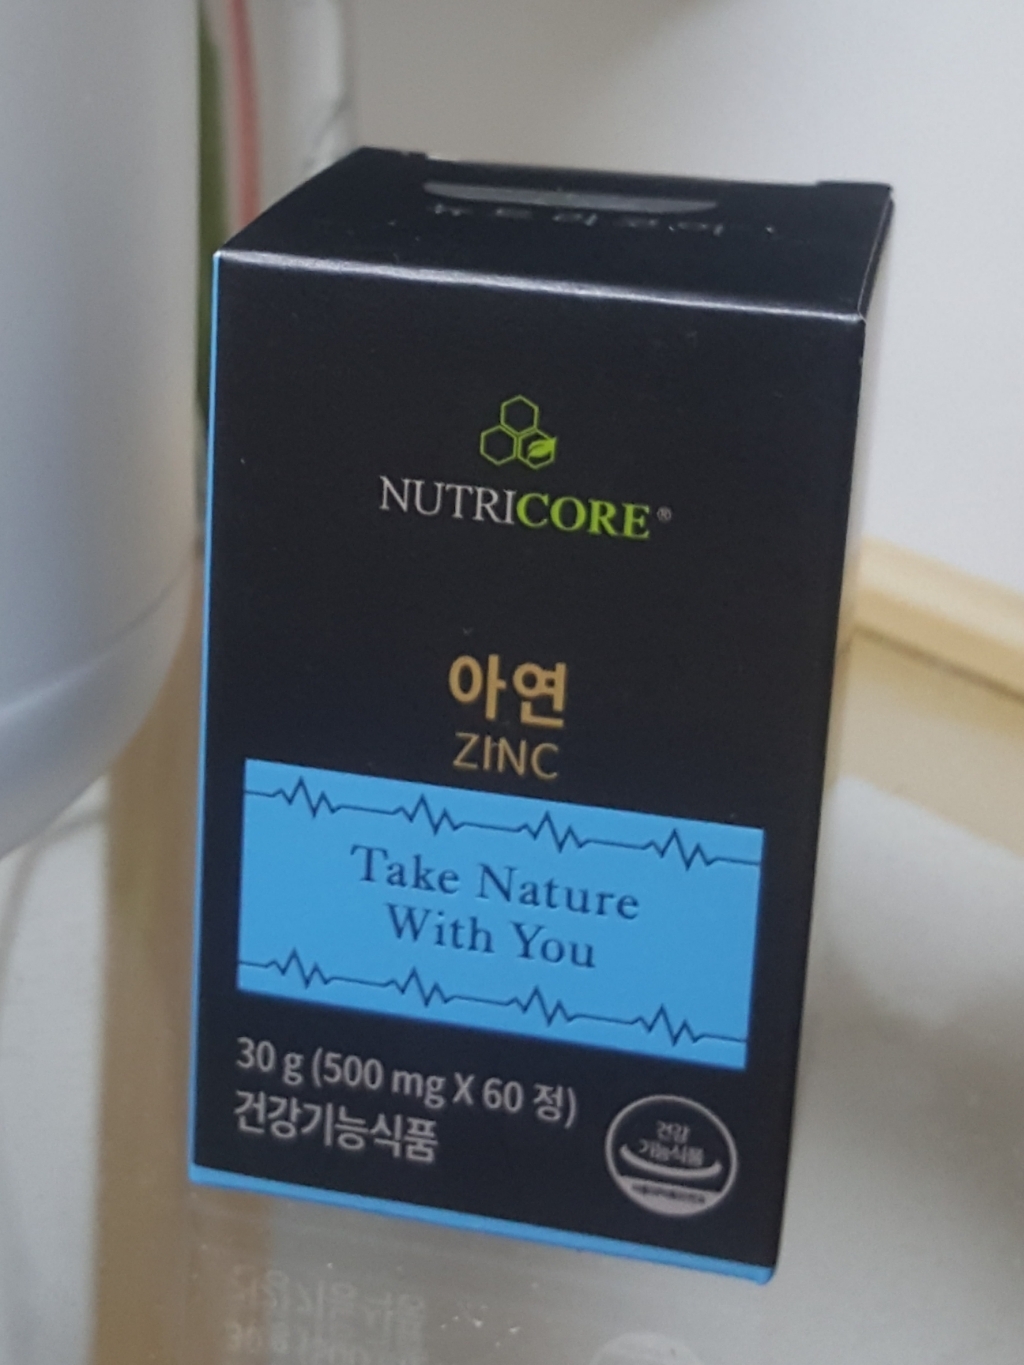 NUTRICORE®
아연
ZINC
Take Nature
With You
30 g (500 mg X 60 정)
건강기능식품
건강
기능식품